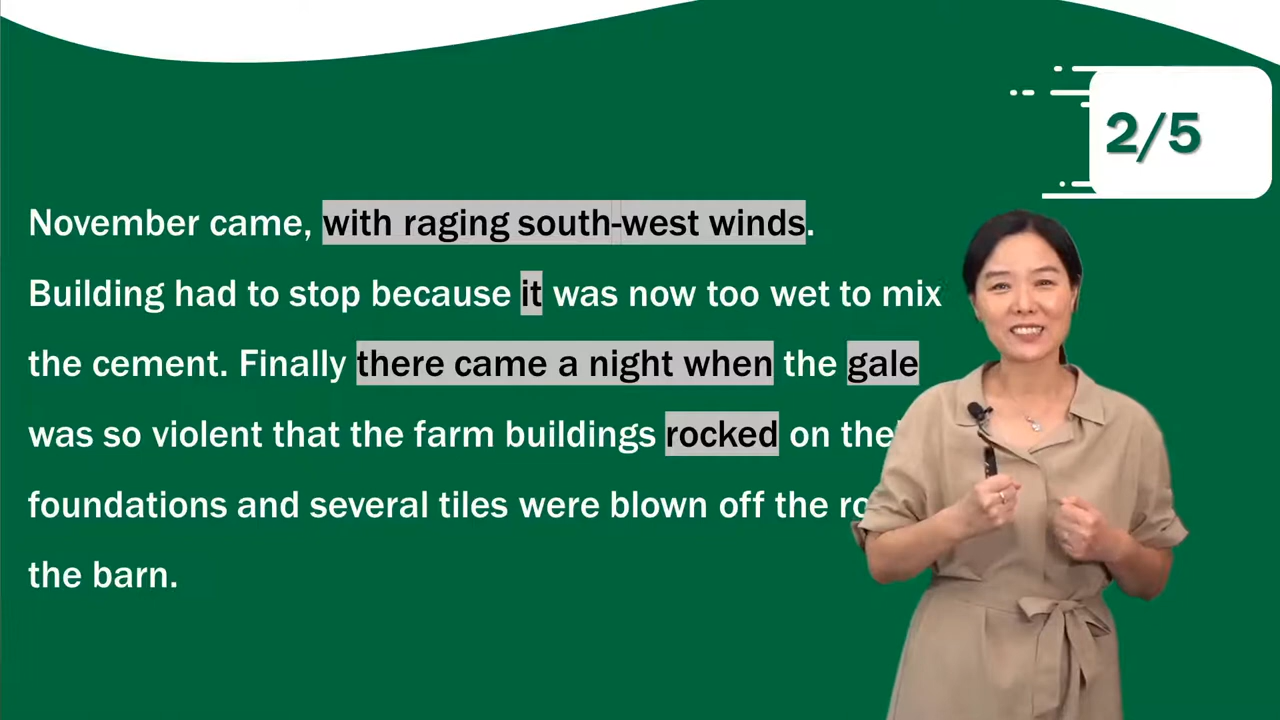 2/5
November came, with raging south-west winds.
Building had to stop because it was now too wet to mix
the cement. Finally there came a night when the gale
was so violent that the farm buildings rocked on
foundations and several tiles were blown off the
the barn.